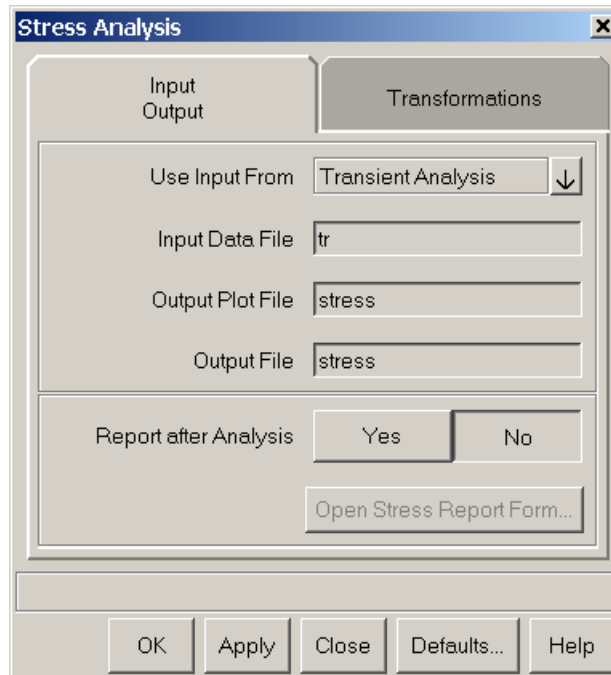 Stress Analysis
Input
Output
Transformations
Use Input From Transient Analysis
Input Data File tr
Output Plot File stress
Output File stress
Report after Analysis Yes No
Open Stress Report Form...
OK Apply Close Defaults... Help